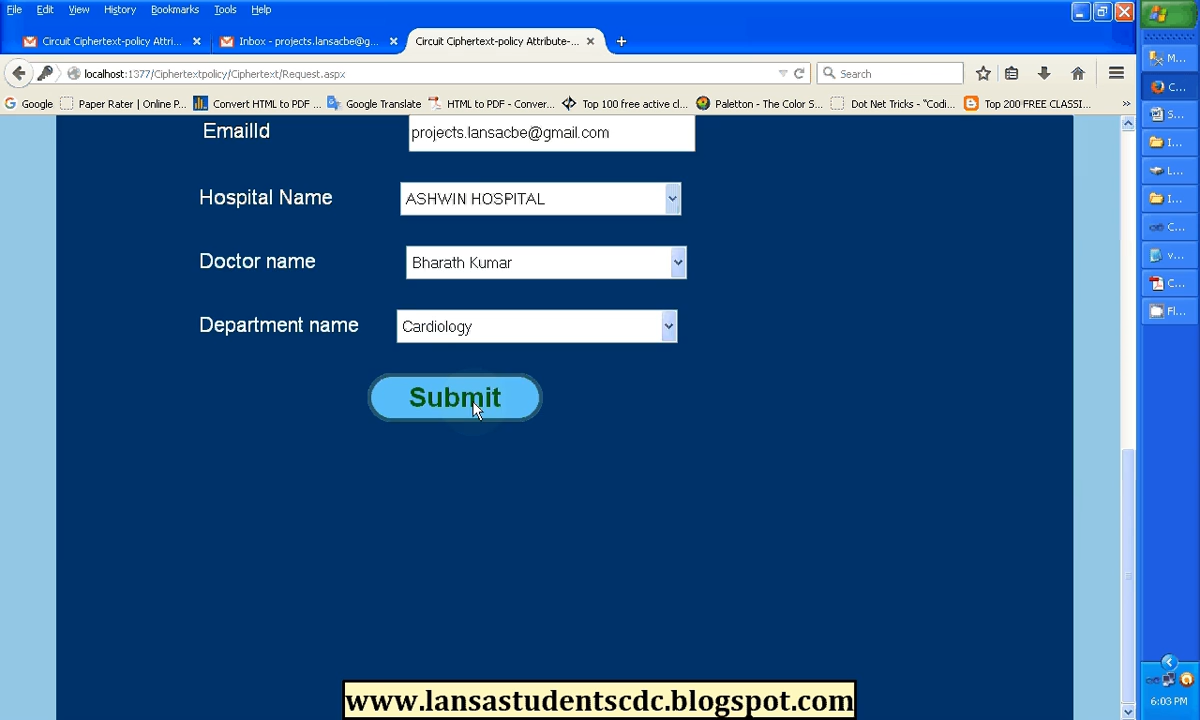 File Edit View History Bookmarks Tools Help
Circuit Ciphertext-policy Attri... Inbox - projects.lansacbe@g... Circuit Ciphertext-policy Attribute-...
localhost:1377/Ciphertextpolicy/Ciphertext/Request.aspx Search
Google Paper Rater | Online P... Convert HTML to PDF ... Google Translate HTML to PDF - Conver... Top 100 free active cl... Paletton - The Color S... Dot Net Tricks - "Codi... Top 200 FREE CLASSI...
EmailId projects.lansacbe@gmail.com
Hospital Name ASHWIN HOSPITAL
Doctor name Bharath Kumar
Department name Cardiology
Submit
www.lansastudentscdc.blogspot.com
M...
C...
S...
I...
L...
I...
C...
v...
C...
Fl...
6:03 PM